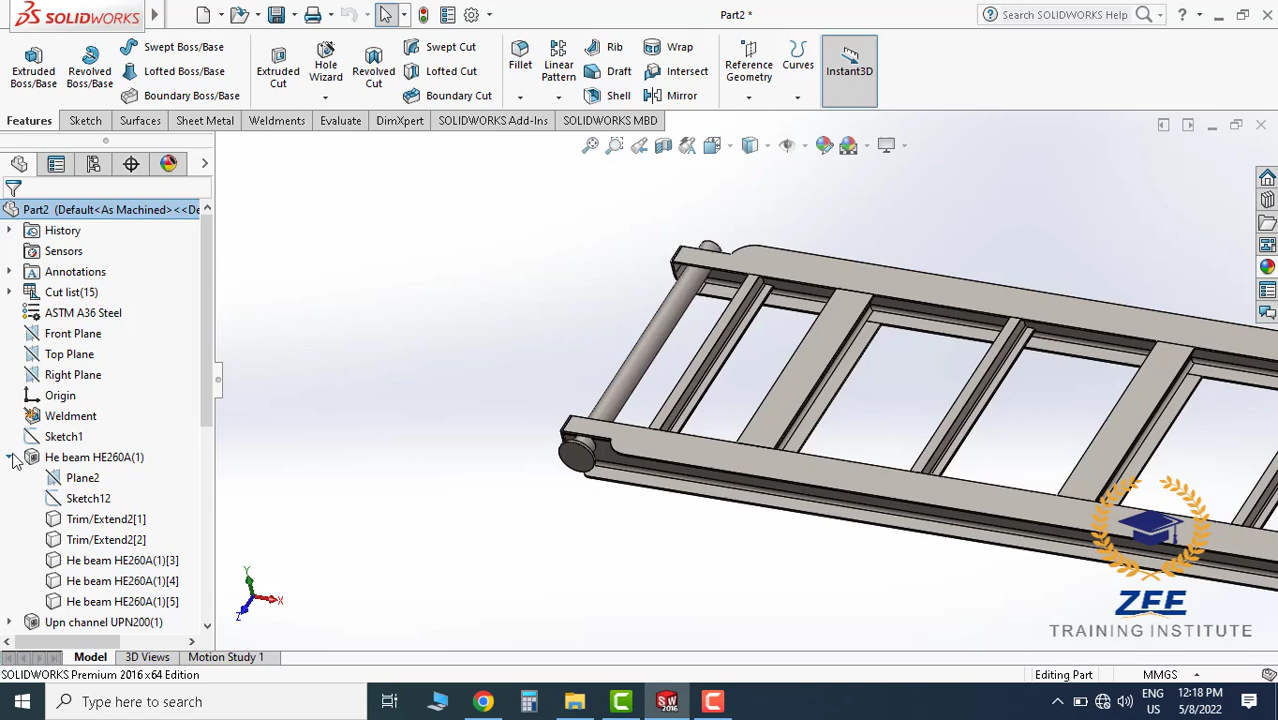 SOLIDWORKS
Part2 *
Search SOLIDWORKS Help
Extruded Boss/Base
Revolved Boss/Base
Swept Boss/Base
Lofted Boss/Base
Boundary Boss/Base
Extruded Cut
Hole Wizard
Revolved Cut
Swept Cut
Lofted Cut
Boundary Cut
Fillet
Linear Pattern
Rib
Draft
Shell
Wrap
Intersect
Mirror
Reference Geometry
Curves
Instant3D
Features
Sketch
Surfaces
Sheet Metal
Weldments
Evaluate
DimXpert
SOLIDWORKS Add-Ins
SOLIDWORKS MBD
Part2 (Default<As Machined><<De
History
Sensors
Annotations
Cut list(15)
ASTM A36 Steel
Front Plane
Top Plane
Right Plane
Origin
Weldment
Sketch1
He beam HE260A(1)
Plane2
Sketch12
Trim/Extend2[1]
Trim/Extend2[2]
He beam HE260A(1)[3]
He beam HE260A(1)[4]
He beam HE260A(1)[5]
Upn channel UPN200(1)
Y
X
Z
ZEE
TRAINING INSTITUTE
Model
3D Views
Motion Study 1
SOLIDWORKS Premium 2016 x64 Edition
Editing Part
MMGS
Type here to search
SW
2016
ENG
US
12:18 PM
5/8/2022